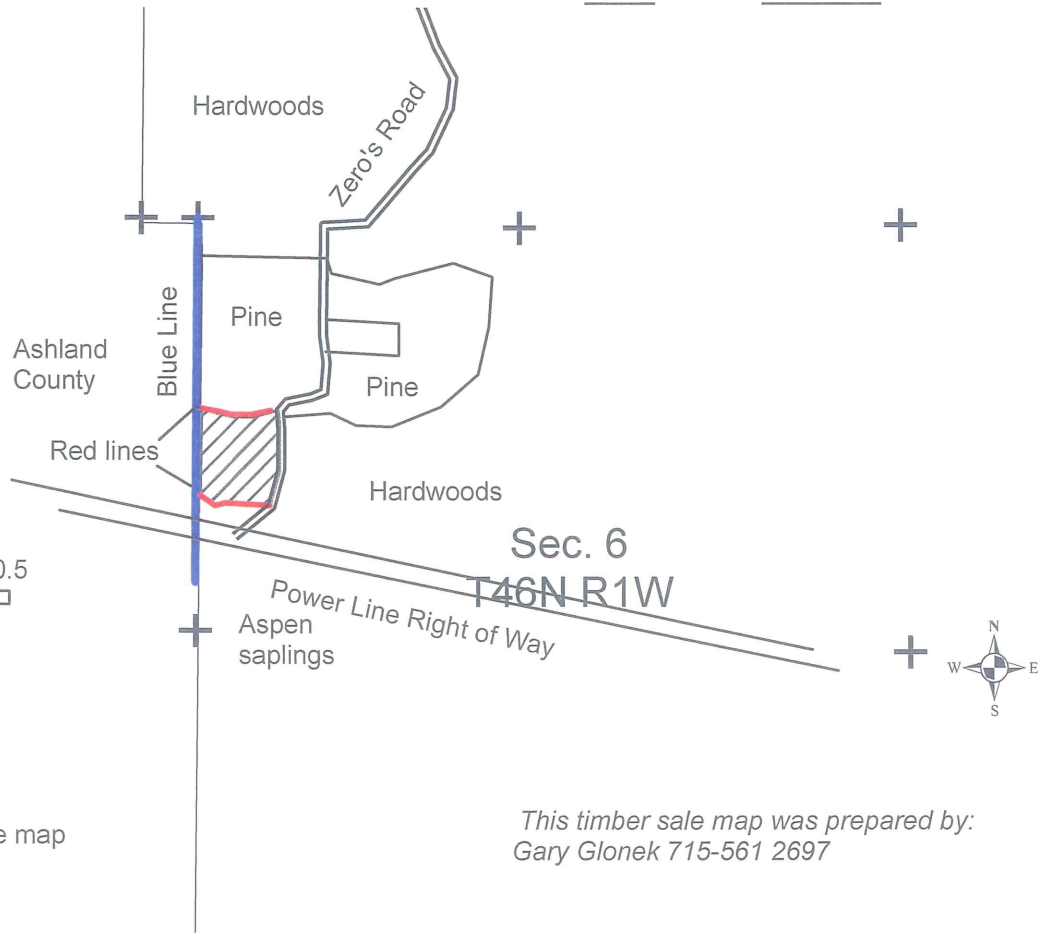 Hardwoods
Zero's Road
Blue Line
Pine
Ashland
County
Pine
Red lines
Hardwoods
Sec. 6
T46N R1W
0.5
Power Line Right of Way
Aspen
saplings
N
W
E
S
e map
This timber sale map was prepared by:
Gary Glonek 715-561 2697